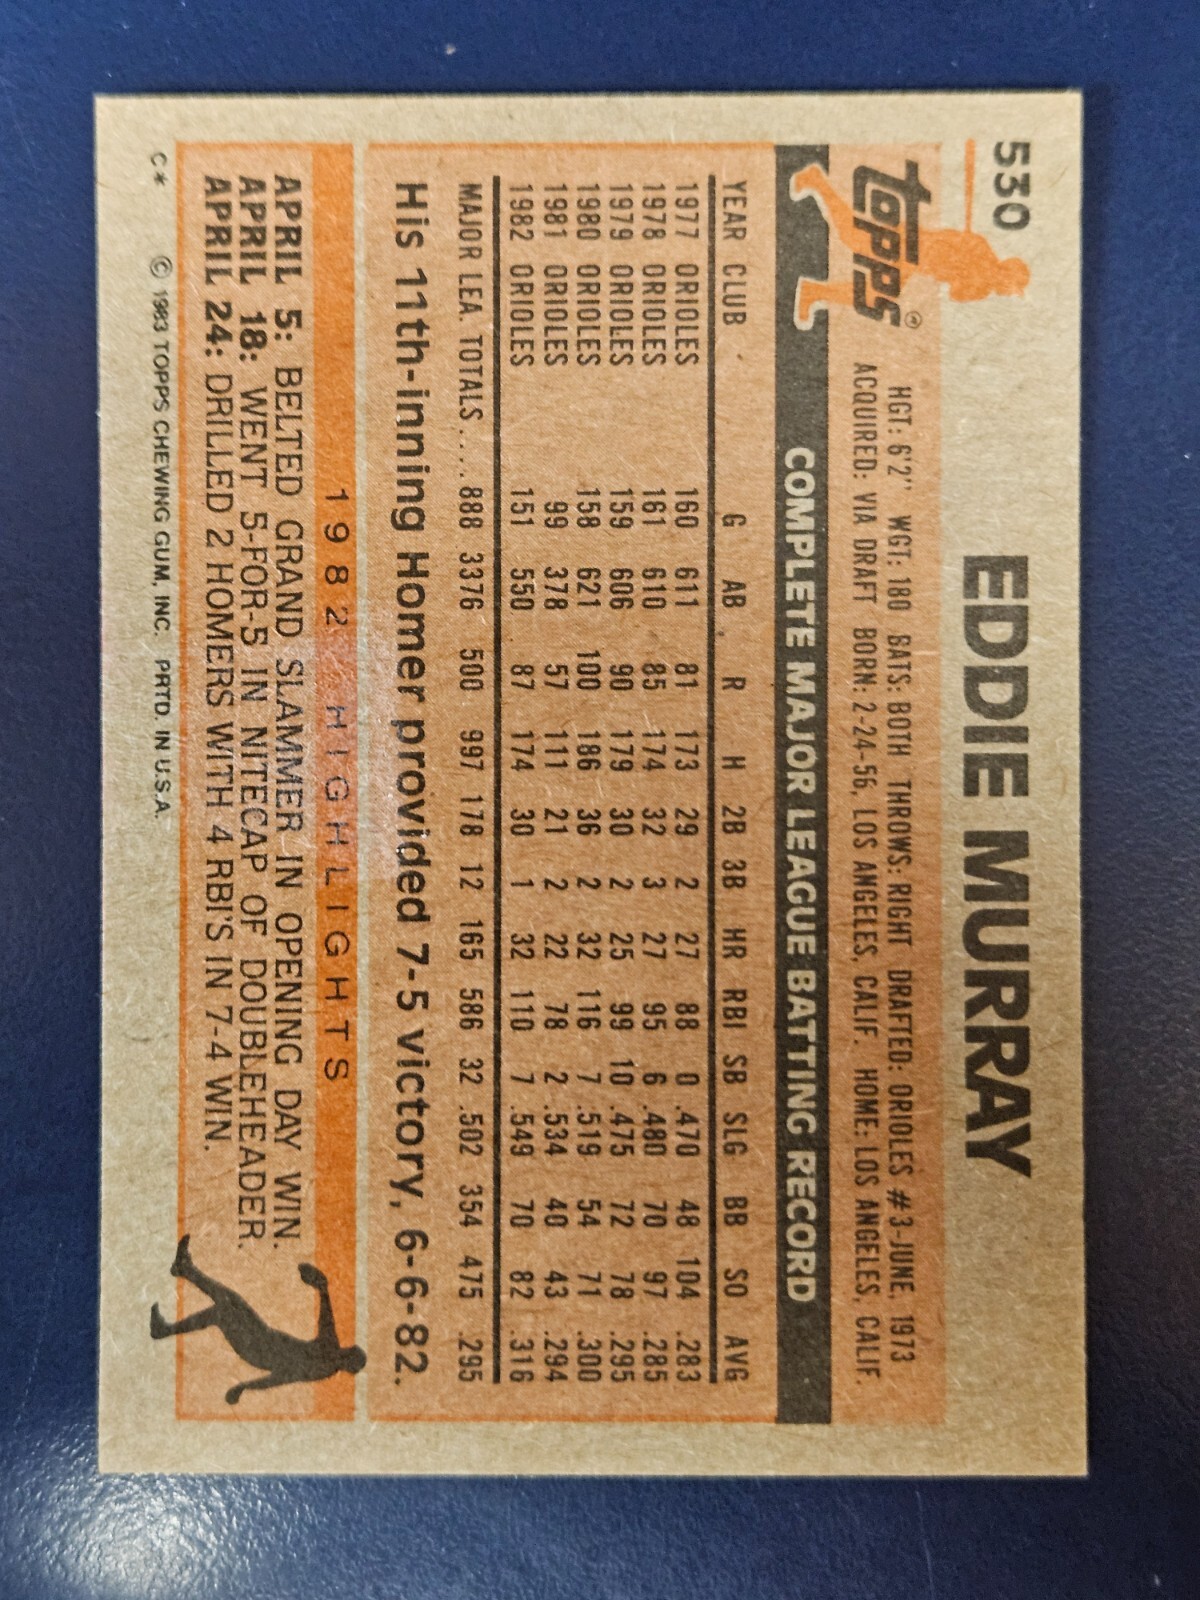 530
EDDIE MURRAY
TOPPS
HGT: 6'2" WGT: 180 BATS: BOTH THROWS: RIGHT DRAFTED: ORIOLES #3-JUNE, 1973
ACQUIRED: VIA DRAFT BORN: 2-24-56, LOS ANGELES, CALIF. HOME: LOS ANGELES, CALIF.
COMPLETE MAJOR LEAGUE BATTING RECORD
YEAR CLUB G AB R H 2B 3B HR RBI SB SLG BB SO AVG
1977 ORIOLES 160 611 81 173 29 2 27 88 0 .470 48 104 .283
1978 ORIOLES 161 610 85 174 32 3 27 95 6 .480 70 97 .285
1979 ORIOLES 159 606 90 179 30 2 25 99 10 .475 72 78 .295
1980 ORIOLES 158 621 100 186 36 2 32 116 7 .519 54 71 .300
1981 ORIOLES 99 378 57 111 21 2 22 78 2 .534 40 43 .294
1982 ORIOLES 151 550 87 174 30 1 32 110 7 .549 70 82 .316
MAJOR LEA. TOTALS.... 888 3376 500 997 178 12 165 586 32 .502 354 475 .295
His 11th-inning Homer provided 7-5 victory, 6-6-82.
1982 HIGHLIGHTS
APRIL 5: BELTED GRAND SLAMMER IN OPENING DAY WIN.
APRIL 18: WENT 5-FOR-5 IN NITECAP OF DOUBLEHEADER.
APRIL 24: DRILLED 2 HOMERS WITH 4 RBI'S IN 7-4 WIN.
C* © 1983 TOPPS CHEWING GUM, INC. PRTD. IN U.S.A.